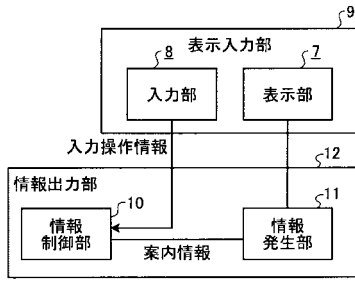 9
表示入力部
8
7
入力部
表示部
入力操作情報
12
情報出力部
10
11
情報
制御部
情報
発生部
案内情報